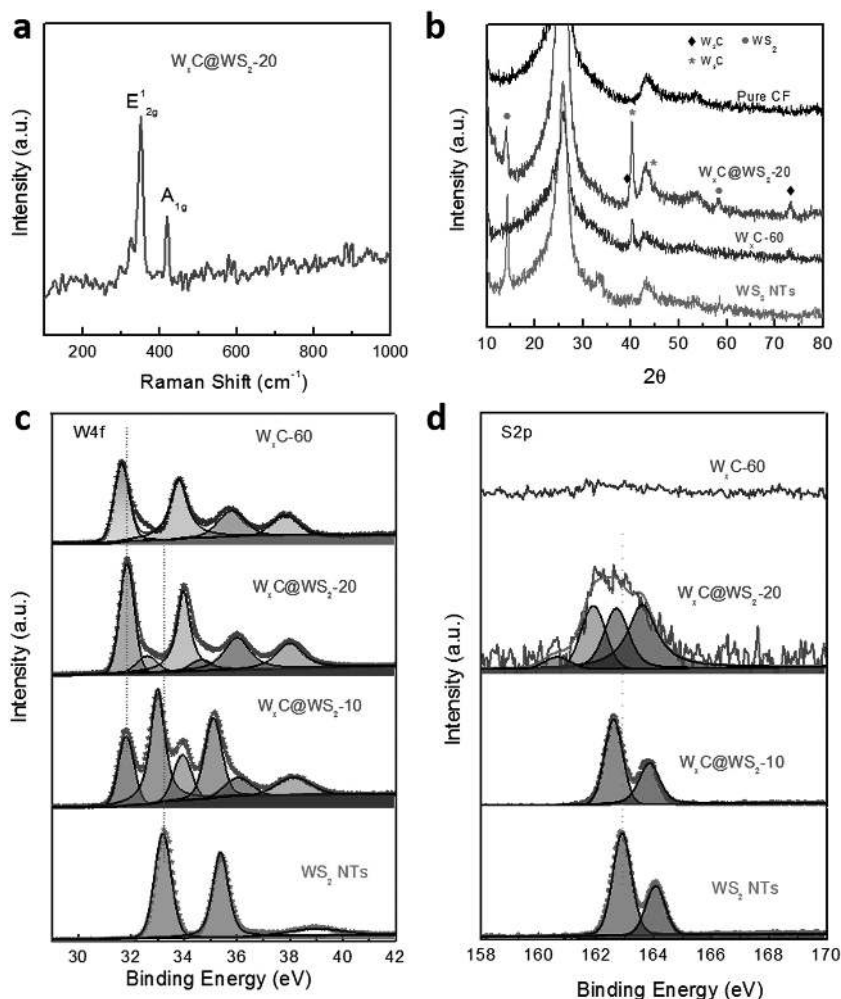 a
WₓC@WS₂-20
E¹₂g
A₁g
Intensity (a.u.)
200 400 600 800 1000
Raman Shift (cm⁻¹)
b
◆ WₓC ● WS₂
* WₓC
Pure CF
WₓC@WS₂-20
WₓC-60
WS₂ NTs
Intensity (a.u.)
10 20 30 40 50 60 70 80
2θ
c
W4f
WₓC-60
WₓC@WS₂-20
WₓC@WS₂-10
WS₂ NTs
Intensity (a.u.)
30 32 34 36 38 40 42
Binding Energy (eV)
d
S2p
WₓC-60
WₓC@WS₂-20
WₓC@WS₂-10
WS₂ NTs
Intensity (a.u.)
158 160 162 164 166 168 170
Binding Energy (eV)